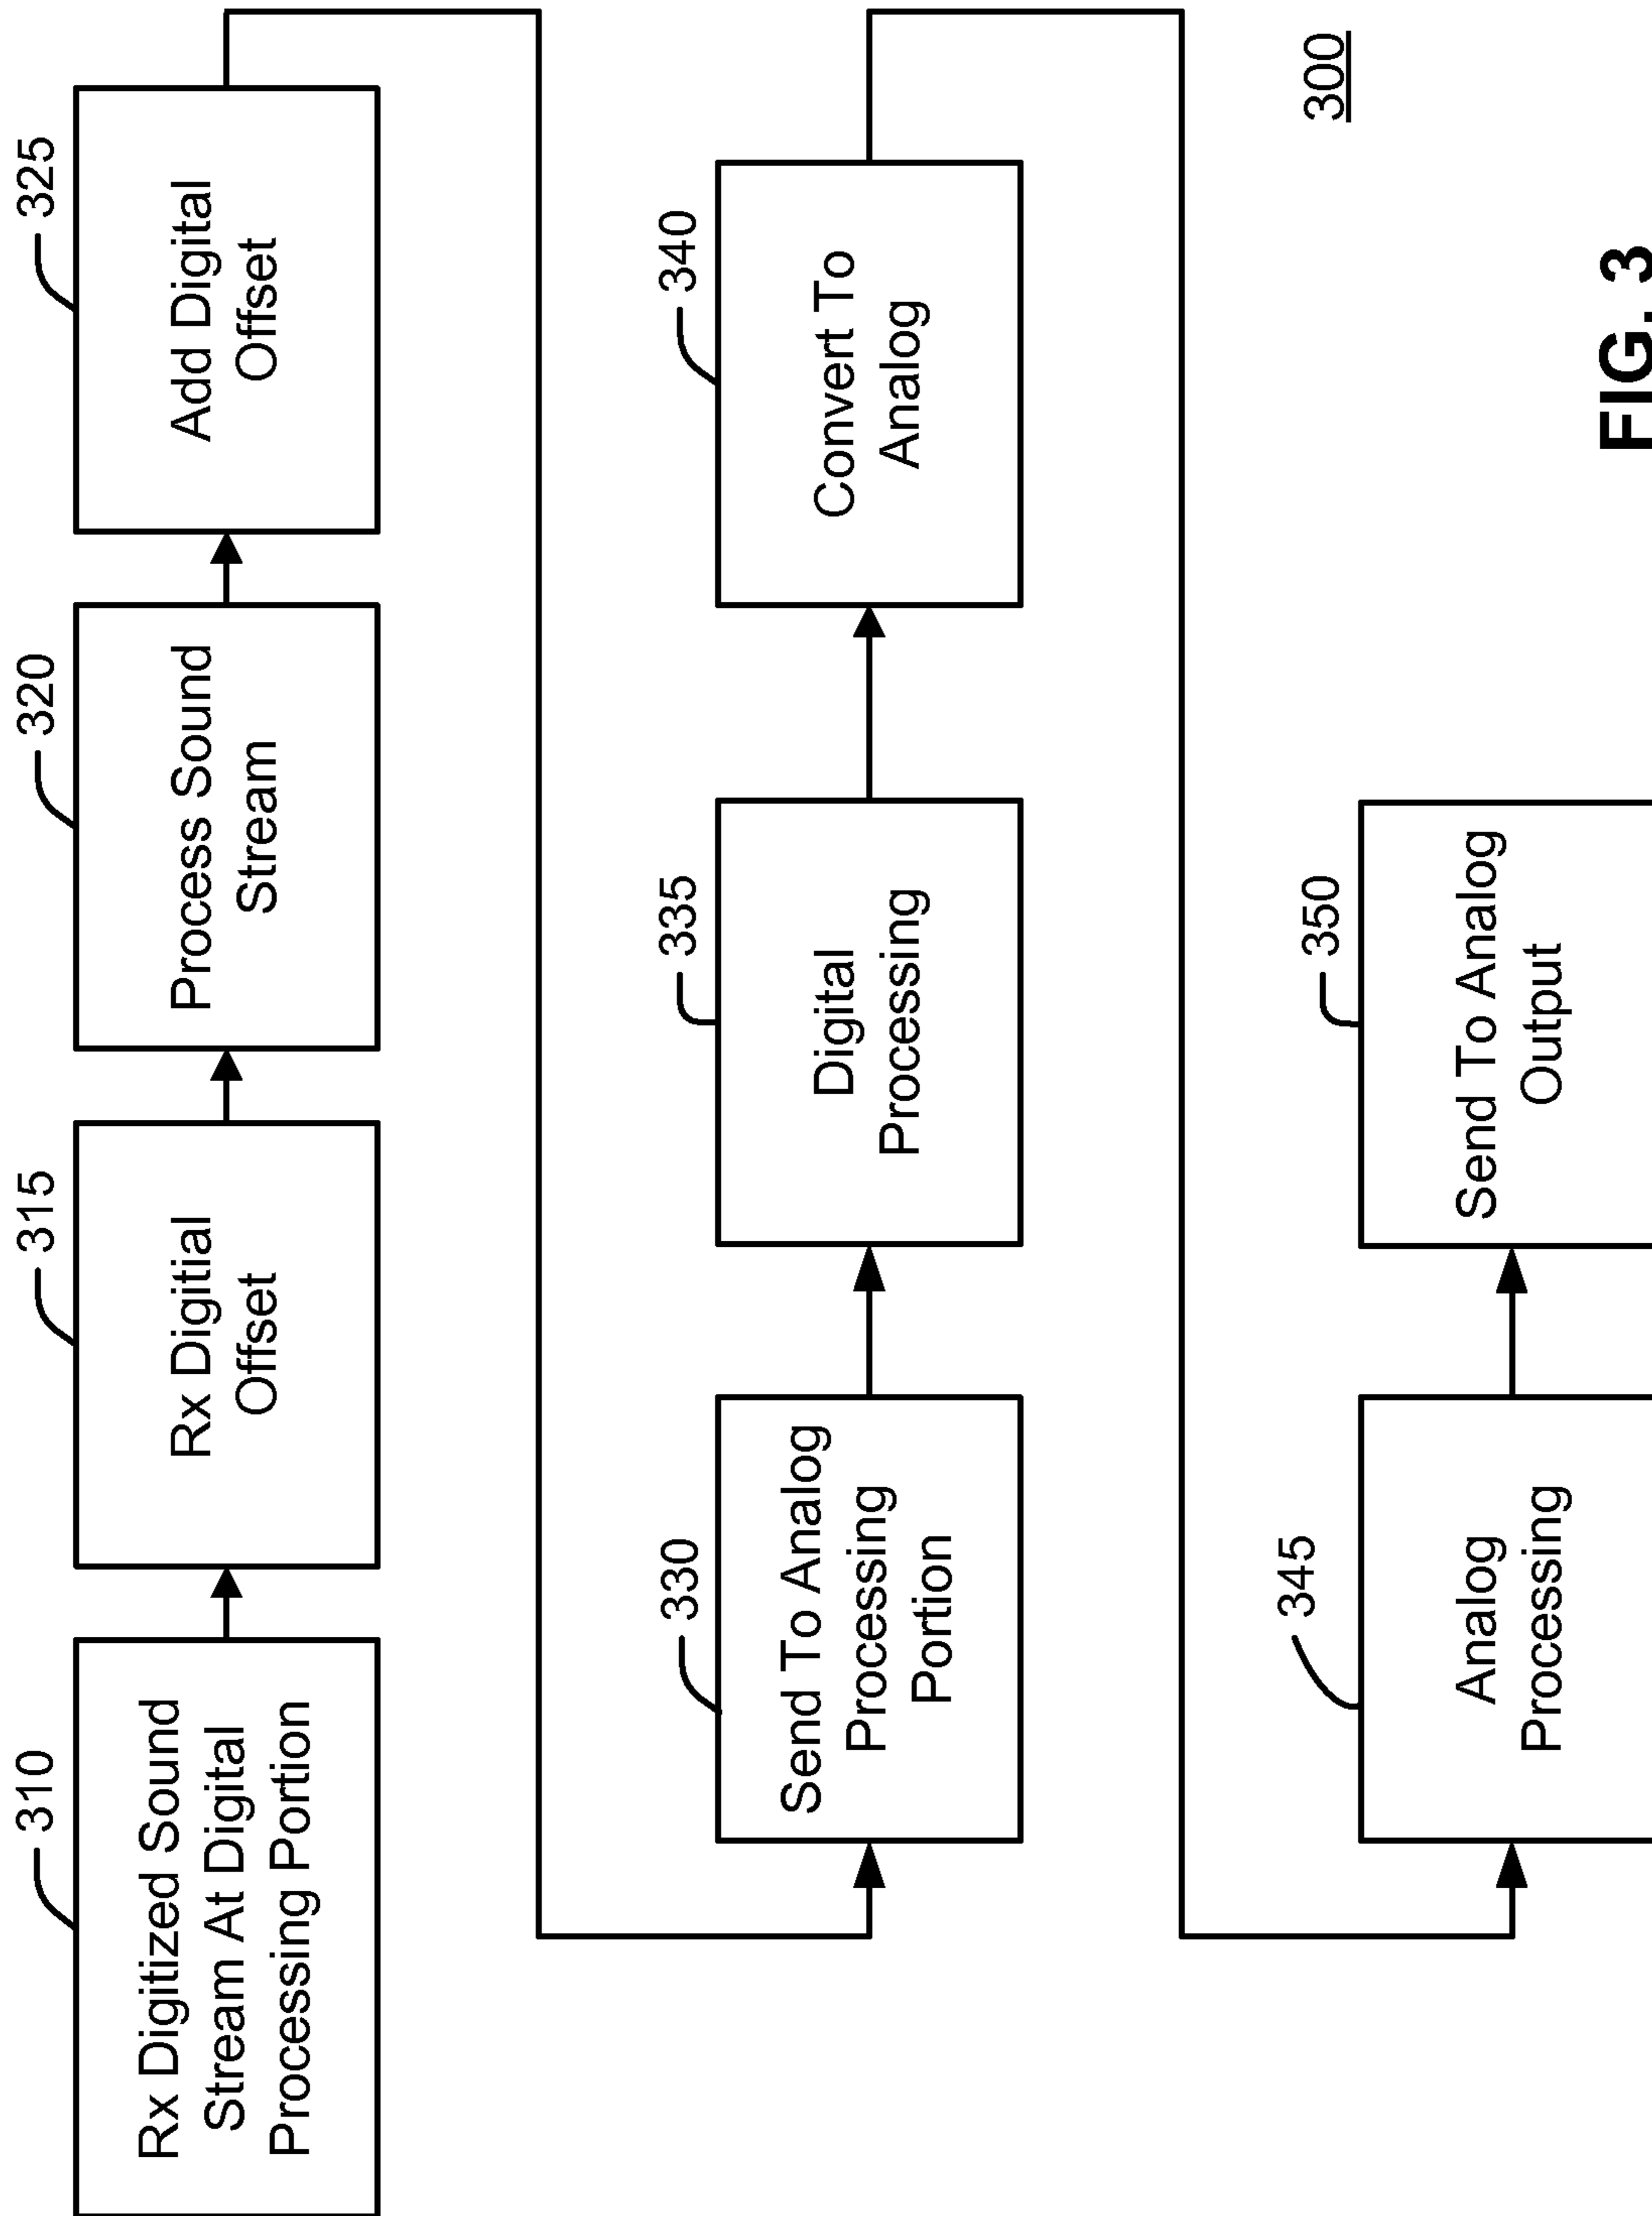 310
Rx Digitized Sound
Stream At Digital
Processing Portion
315
Rx Digitial
Offset
320
Process Sound
Stream
325
Add Digital
Offset
330
Send To Analog
Processing
Portion
335
Digital
Processing
340
Convert To
Analog
345
Analog
Processing
350
Send To Analog
Output
300
FIG. 3